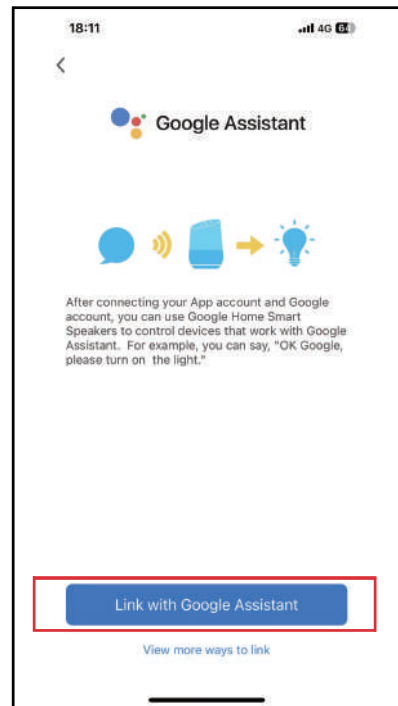 18:11
4G 64
Google Assistant
After connecting your App account and Google
account, you can use Google Home Smart
Speakers to control devices that work with Google
Assistant. For example, you can say, "OK Google,
please turn on the light."
Link with Google Assistant
View more ways to link